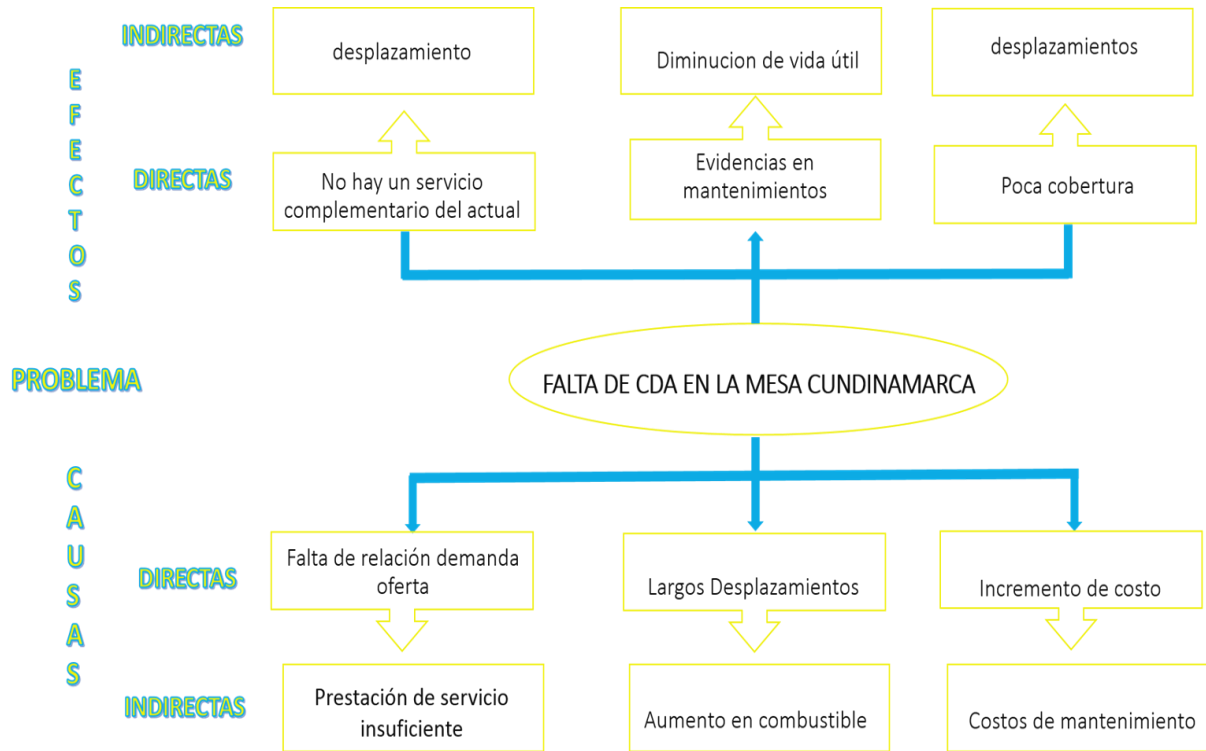 INDIRECTAS
desplazamiento
Diminucion de vida útil
desplazamientos
EFECTOS
DIRECTAS
No hay un servicio
complementario del actual
Evidencias en
mantenimientos
Poca cobertura
PROBLEMA
FALTA DE CDA EN LA MESA CUNDINAMARCA
CAUSAS
DIRECTAS
Falta de relación demanda
oferta
Largos Desplazamientos
Incremento de costo
INDIRECTAS
Prestación de servicio
insuficiente
Aumento en combustible
Costos de mantenimiento